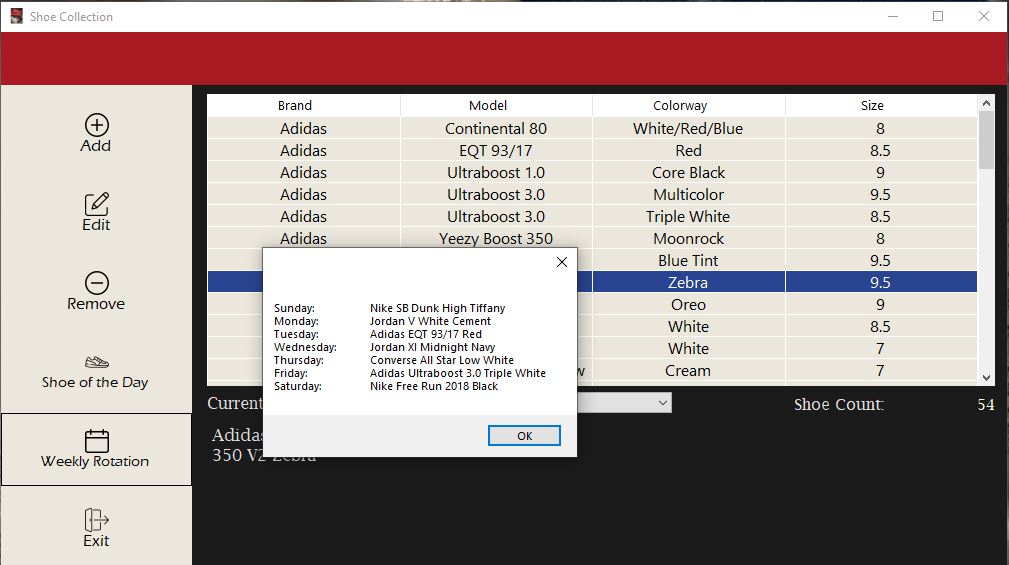 Shoe Collection
Add
Edit
Remove
Shoe of the Day
Weekly Rotation
Exit
Brand Model Colorway Size
Adidas Continental 80 White/Red/Blue 8
Adidas EQT 93/17 Red 8.5
Adidas Ultraboost 1.0 Core Black 9
Adidas Ultraboost 3.0 Multicolor 9.5
Adidas Ultraboost 3.0 Triple White 8.5
Adidas Yeezy Boost 350 Moonrock 8
Blue Tint 9.5
Zebra 9.5
Oreo 9
White 8.5
White 7
Cream 7
Sunday: Nike SB Dunk High Tiffany
Monday: Jordan V White Cement
Tuesday: Adidas EQT 93/17 Red
Wednesday: Jordan XI Midnight Navy
Thursday: Converse All Star Low White
Friday: Adidas Ultraboost 3.0 Triple White
Saturday: Nike Free Run 2018 Black
OK
Current
Shoe Count: 54
Adidas
350 V2 Zebra